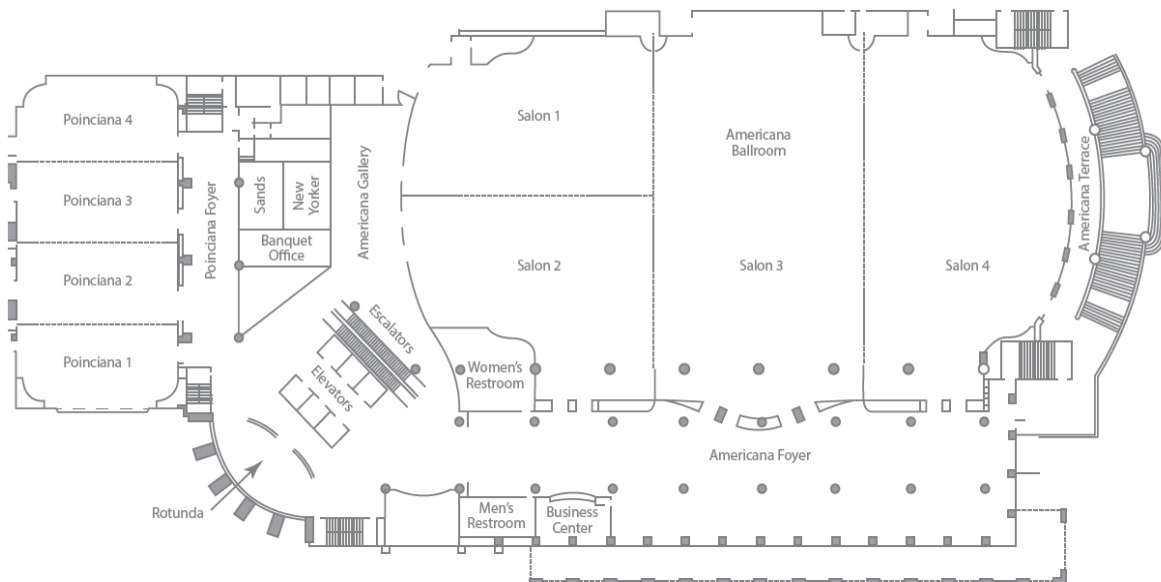 Poinciana 4
Poinciana 3
Poinciana 2
Poinciana 1
Poinciana Foyer
Sands
New
Yorker
Banquet
Office
Americana Gallery
Salon 1
Salon 2
Americana
Ballroom
Salon 3
Salon 4
Americana Terrace
Escalators
Elevators
Women's
Restroom
Americana Foyer
Rotunda
Men's
Restroom
Business
Center